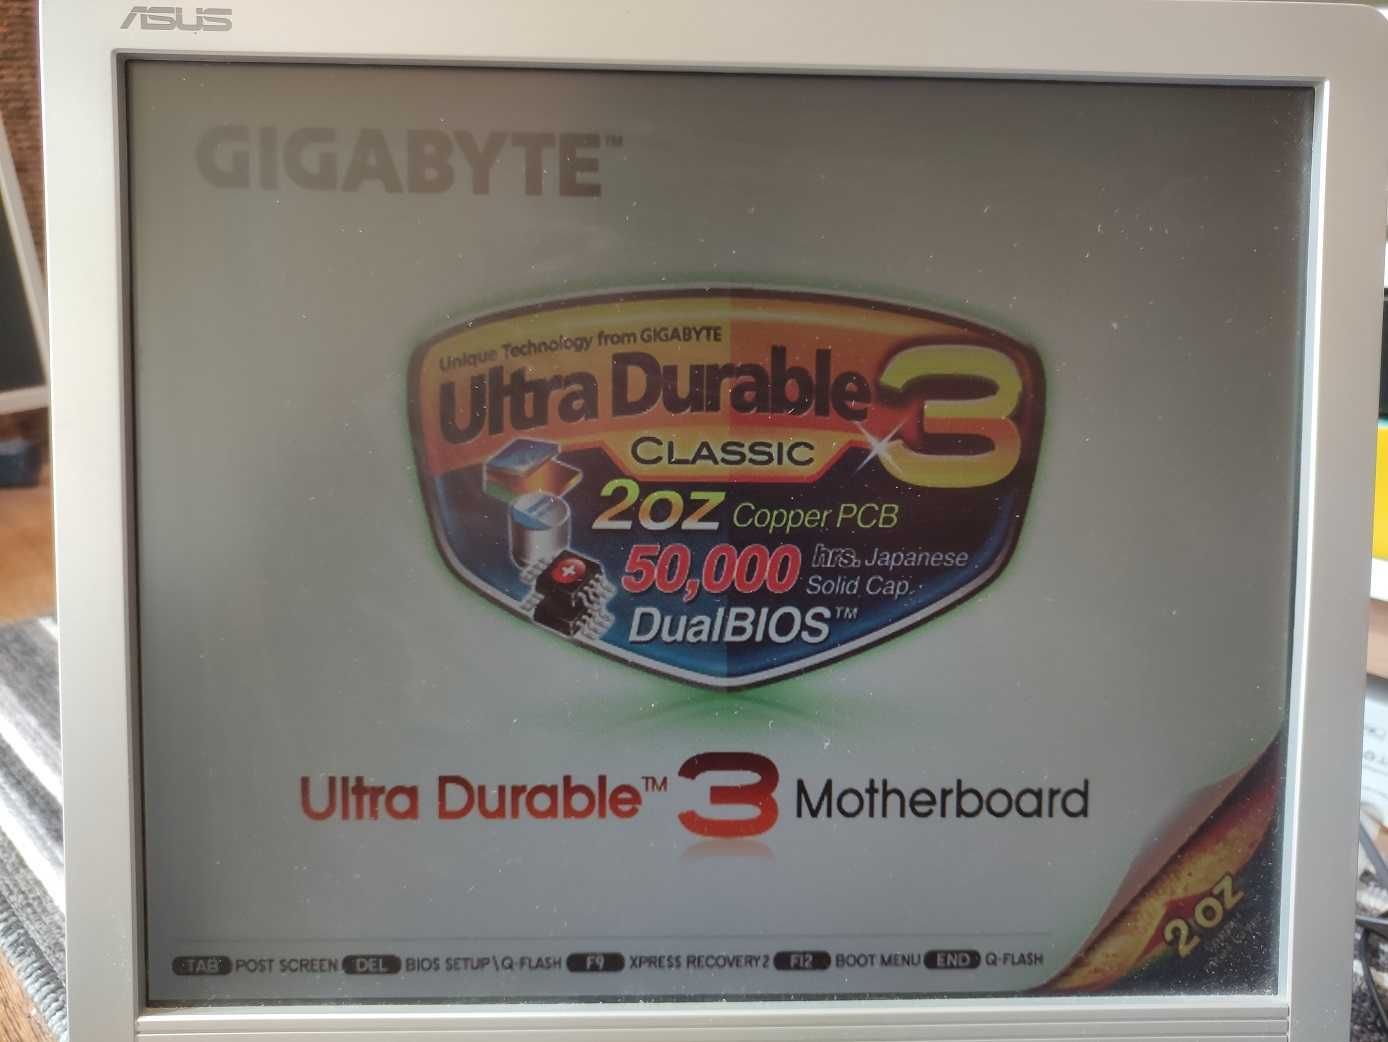 ASUS
GIGABYTE™
Unique Technology from GIGABYTE
Ultra Durable 3
CLASSIC
2oz Copper PCB
50,000 hrs. Japanese
Solid Cap.
DualBIOS™
Ultra Durable™ 3 Motherboard
2oz
TAB POST SCREEN DEL BIOS SETUP\Q-FLASH F9 XPRESS RECOVERY2 F12 BOOT MENU END Q-FLASH